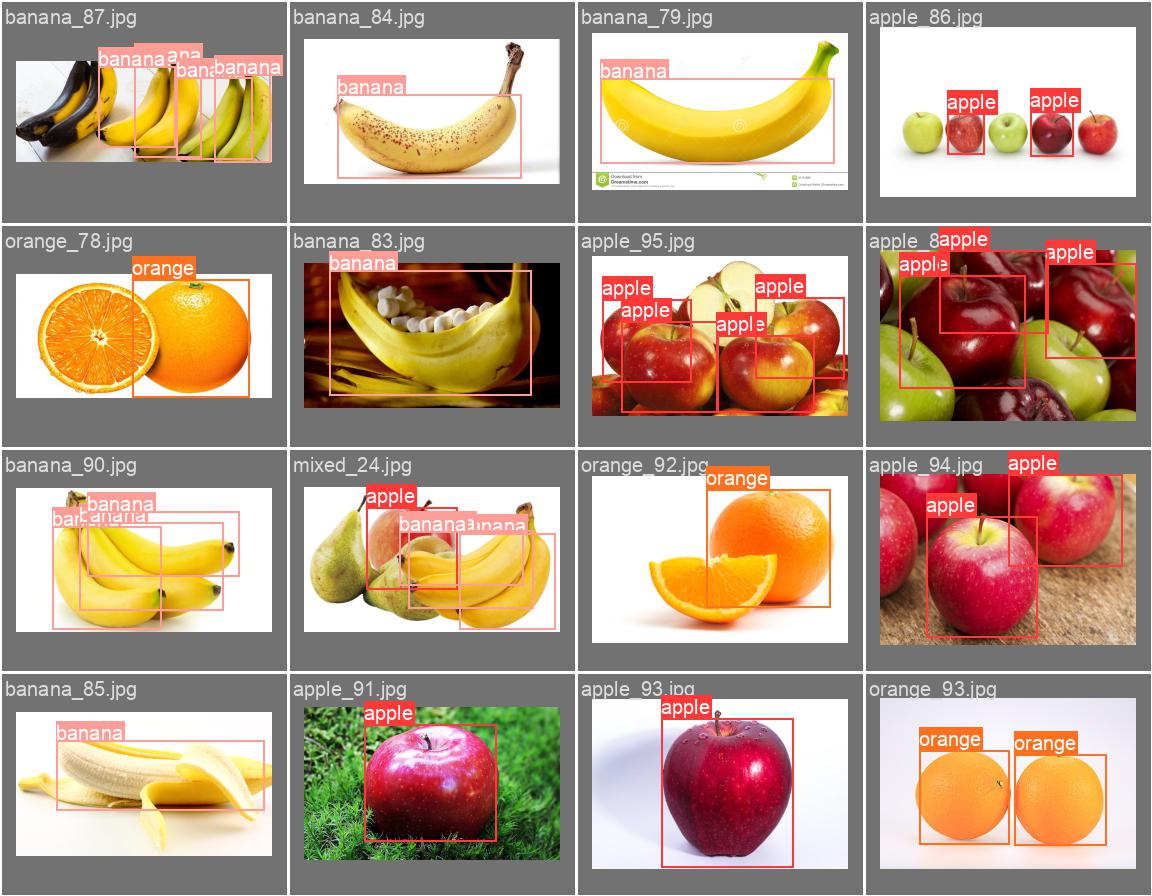 banana_87.jpg
banana
ana
bana
banana
banana_84.jpg
banana
banana_79.jpg
banana
Download from
Dreamstime.com
apple_86.jpg
apple
apple
orange_78.jpg
orange
banana_83.jpg
banana
apple_95.jpg
apple
apple
apple
apple
apple_8
apple
apple
apple
banana_90.jpg
banana
ba
banana
mixed_24.jpg
apple
banana
anana
orange_92.jpg
orange
apple_94.jpg
apple
apple
banana_85.jpg
banana
apple_91.jpg
apple
apple_93.jpg
apple
orange_93.jpg
orange
orange